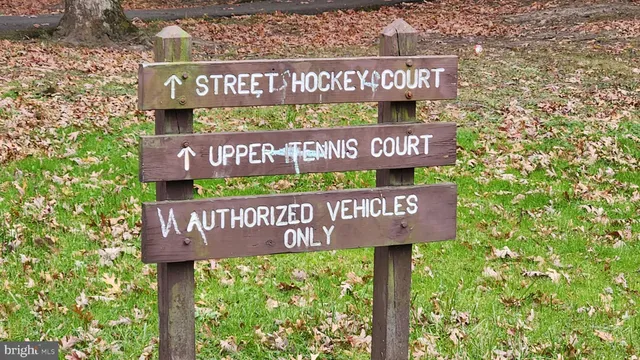 ↑ STREET HOCKEY COURT
↑ UPPER TENNIS COURT
AUTHORIZED VEHICLES
ONLY
bright MLS